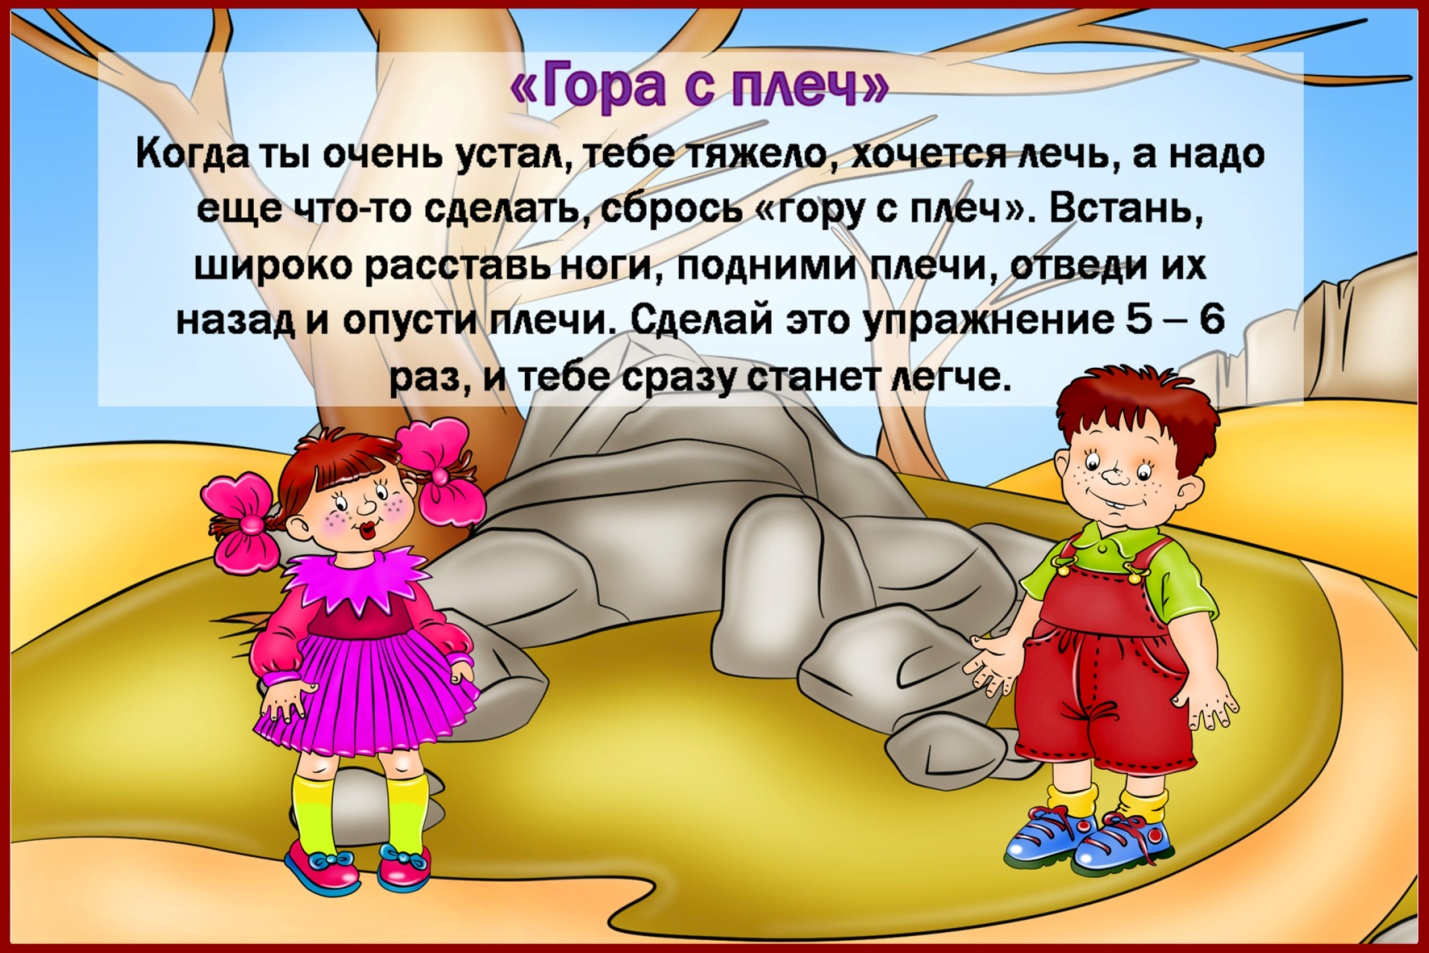 «Гора с плеч»
Когда ты очень устал, тебе тяжело, хочется лечь, а надо
еще что-то сделать, сбрось «гору с плеч». Встань,
широко расставь ноги, подними плечи, отведи их
назад и опусти плечи. Сделай это упражнение 5 – 6
раз, и тебе сразу станет легче.